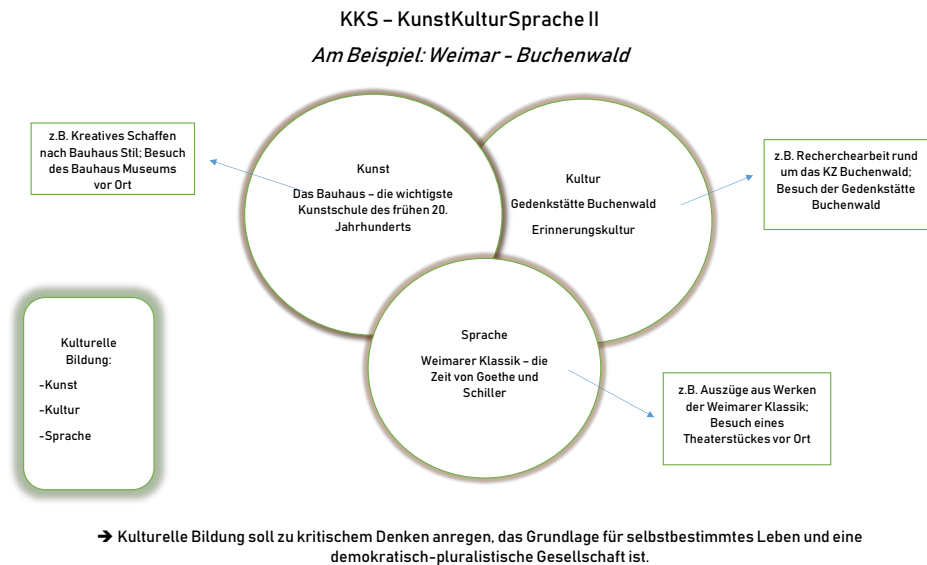 KKS – KunstKulturSprache II
Am Beispiel: Weimar - Buchenwald
z.B. Kreatives Schaffen
nach Bauhaus Stil; Besuch
des Bauhaus Museums
vor Ort
Kunst
Das Bauhaus – die wichtigste
Kunstschule des frühen 20.
Jahrhunderts
Kultur
Gedenkstätte Buchenwald
Erinnerungskultur
z.B. Recherchearbeit rund
um das KZ Buchenwald;
Besuch der Gedenkstätte
Buchenwald
Kulturelle
Bildung:
-Kunst
-Kultur
-Sprache
Sprache
Weimarer Klassik – die
Zeit von Goethe und
Schiller
z.B. Auszüge aus Werken
der Weimarer Klassik;
Besuch eines
Theaterstückes vor Ort
➔ Kulturelle Bildung soll zu kritischem Denken anregen, das Grundlage für selbstbestimmtes Leben und eine
demokratisch-pluralistische Gesellschaft ist.